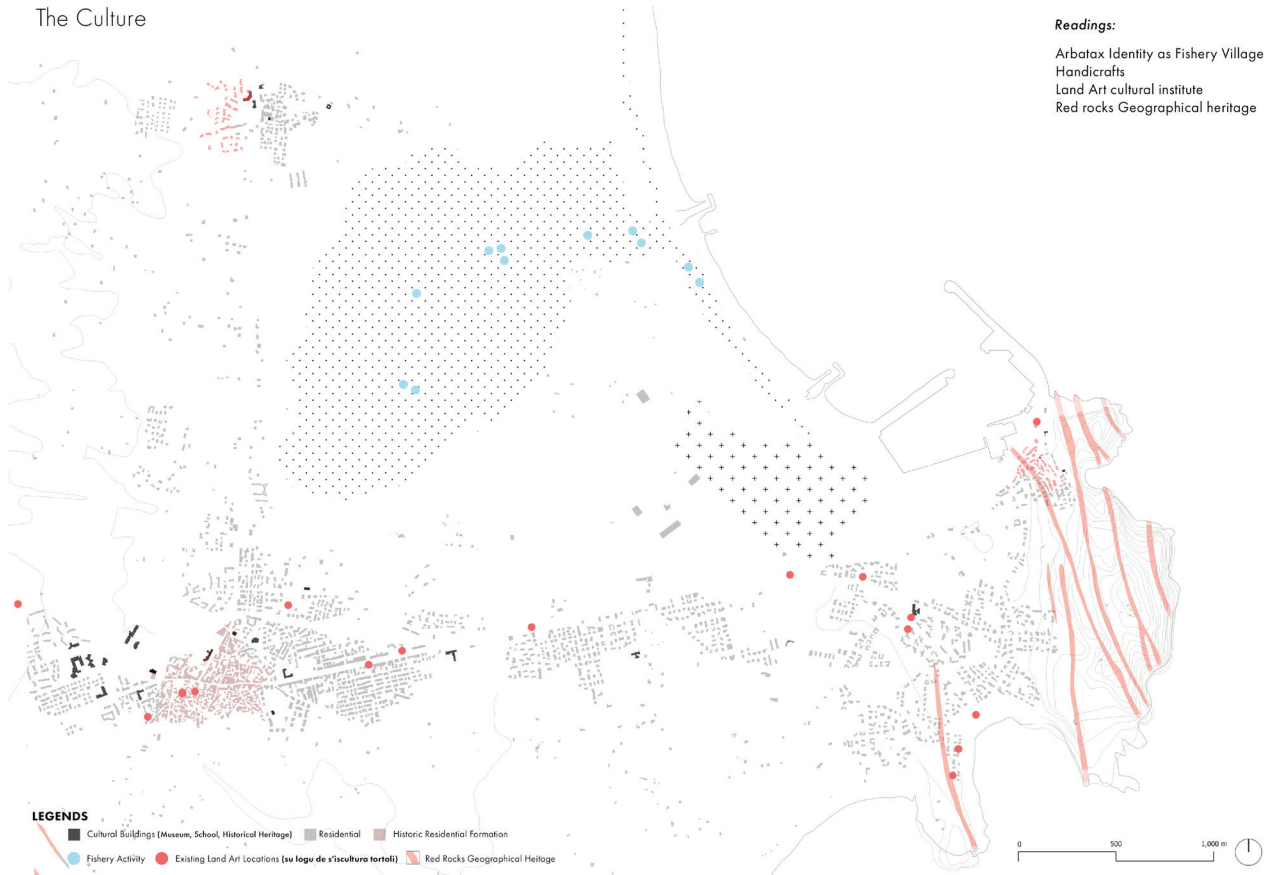 The Culture
Readings:
Arbatax Identity as Fishery Village
Handicrafts
Land Art cultural institute
Red rocks Geographical heritage
LEGENDS
Cultural Buildings (Museum, School, Historical Heritage)
Residential
Historic Residential Formation
Fishery Activity
Existing Land Art Locations (su logu de s'iscultura tortoli)
Red Rocks Geographical Heitage
0 500 1,000 m